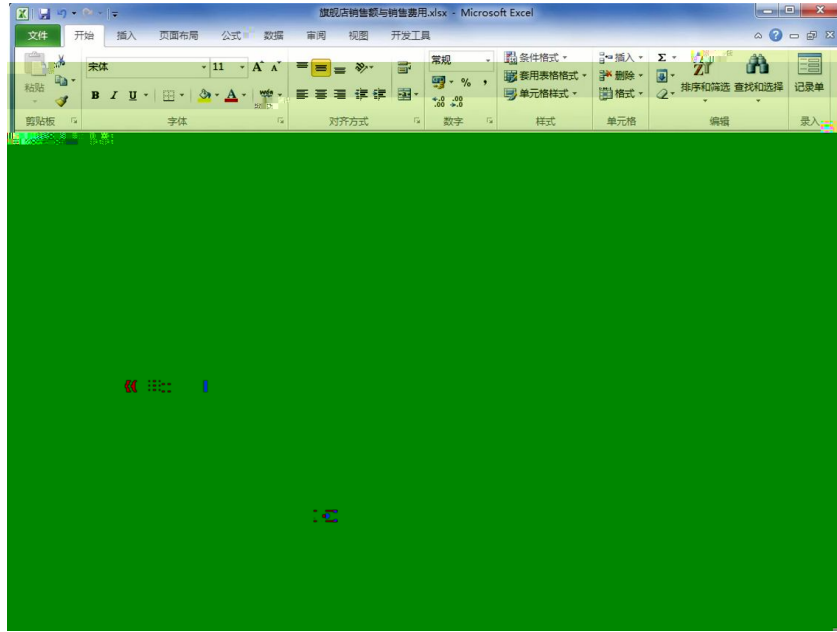 旗舰店销售额与销售费用.xlsx - Microsoft Excel
文件 开始 插入 页面布局 公式 数据 审阅 视图 开发工具
宋体 11 A A 常规 条件格式 插入 Σ
粘贴 套用表格格式 删除 排序和筛选 查找和选择 记录单
B I U A % , 单元格样式 格式
剪贴板 字体 对齐方式 数字 样式 单元格 编辑 录入